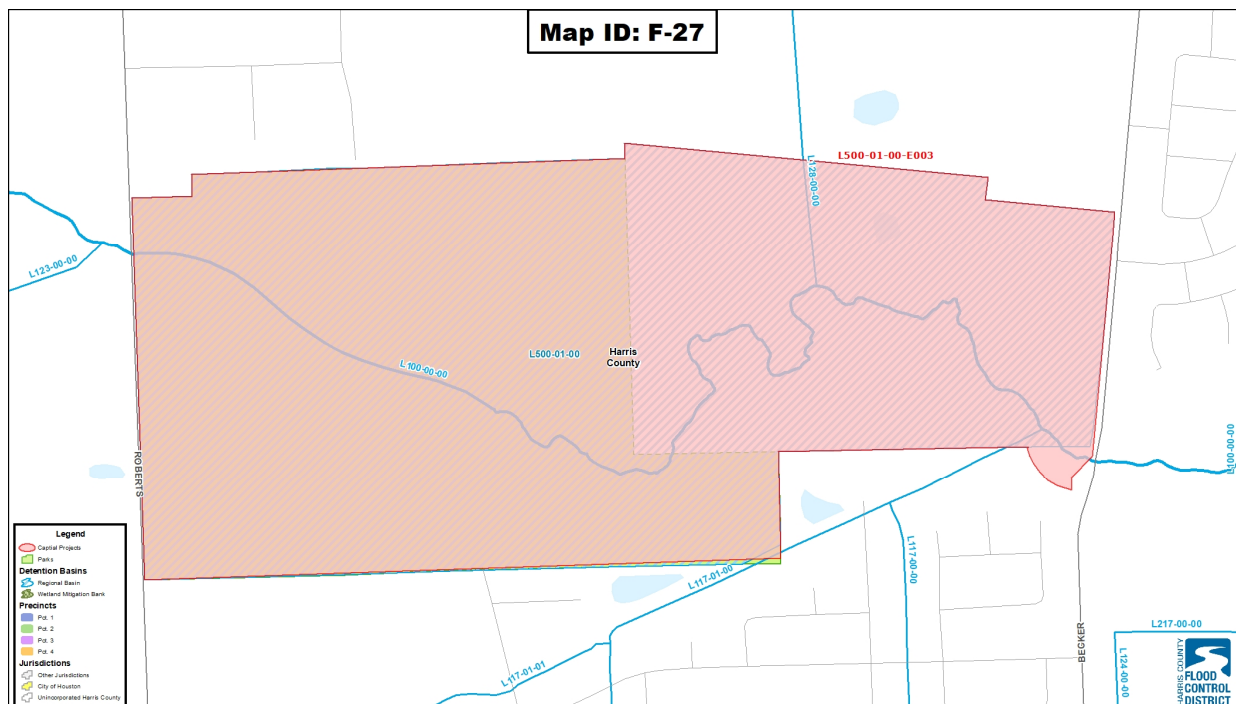 Map ID: F-27
L500-01-00-E003
L128-00-00
L123-00-00
L100-00-00
L500-01-00
Harris
County
ROBERTS
L100-00-00
L117-01-00
L117-00-00
L117-01-01
BECKER
L217-00-00
L124-00-00
Legend
Captial Projects
Parks
Detention Basins
Regional Basin
Wetland Mitigation Bank
Precincts
Pct. 1
Pct. 2
Pct. 3
Pct. 4
Jurisdictions
Other Jurisdictions
City of Houston
Unincorporated Harris County
HARRIS COUNTY
FLOOD
CONTROL
DISTRICT